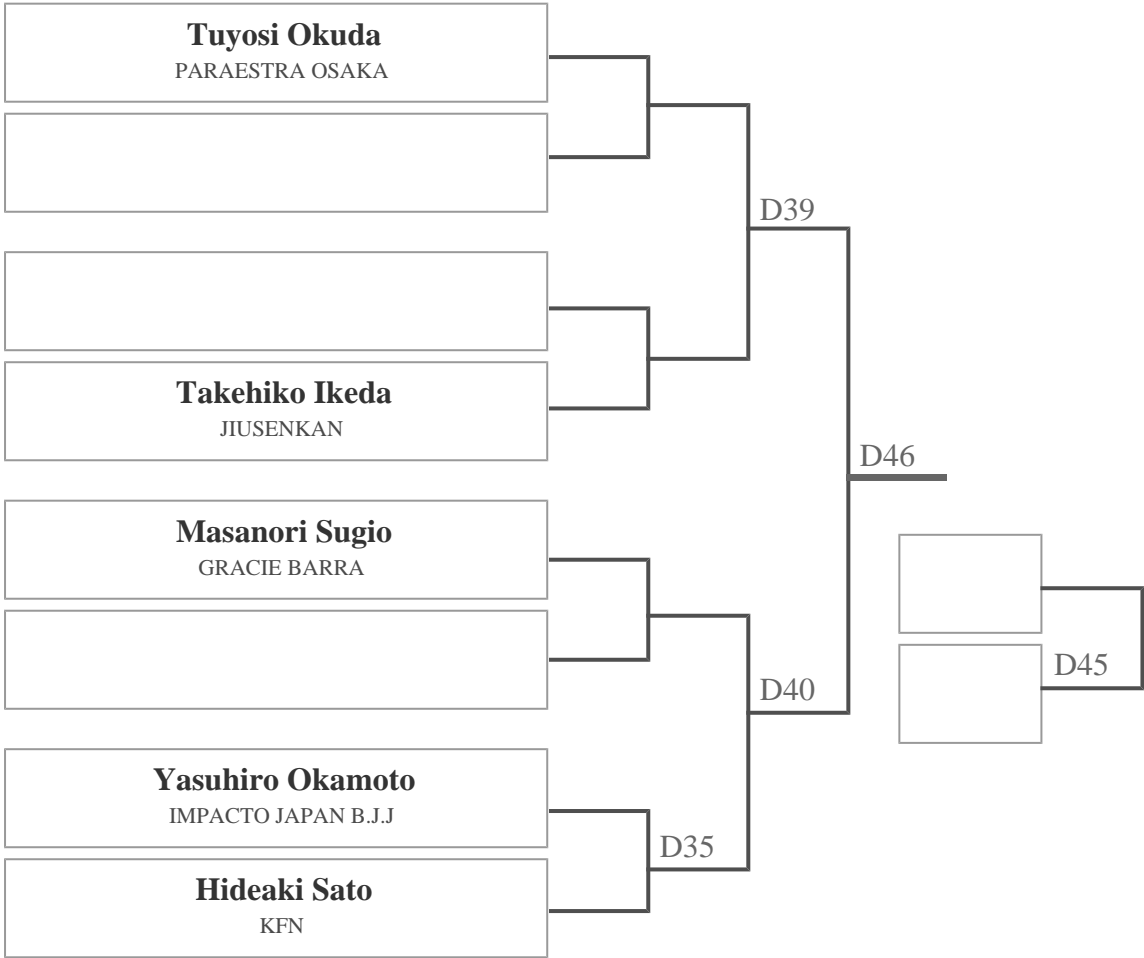 Tuyosi Okuda
PARAESTRA OSAKA
D39
Takehiko Ikeda
JIUSENKAN
D46
Masanori Sugio
GRACIE BARRA
D45
D40
Yasuhiro Okamoto
IMPACTO JAPAN B.J.J
D35
Hideaki Sato
KFN